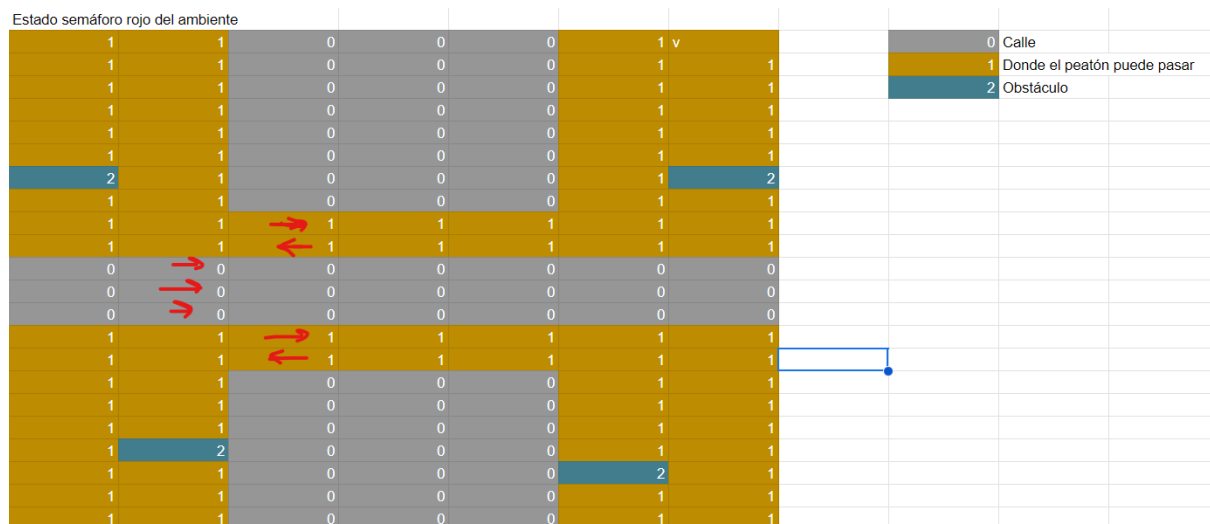 Estado semáforo rojo del ambiente
1 1 0 0 0 1 v 0 Calle
1 1 0 0 0 1 1 1 Donde el peatón puede pasar
1 1 0 0 0 1 1 2 Obstáculo
1 1 0 0 0 1 1
1 1 0 0 0 1 1
1 1 0 0 0 1 1
2 1 0 0 0 1 2
1 1 0 0 0 1 1
1 1 1 1 1 1 1
1 1 1 1 1 1 1
0 0 0 0 0 0 0
0 0 0 0 0 0 0
0 0 0 0 0 0 0
1 1 1 1 1 1 1
1 1 1 1 1 1 1
1 1 0 0 0 1 1
1 1 0 0 0 1 1
1 1 0 0 0 1 1
1 2 0 0 0 1 1
1 1 0 0 0 2 1
1 1 0 0 0 1 1
1 1 0 0 0 1 1